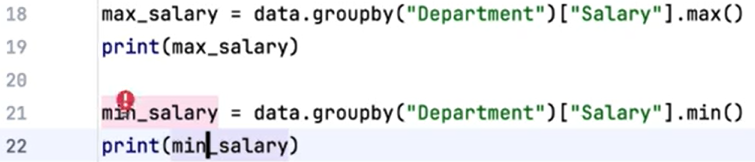 18 max_salary = data.groupby("Department")["Salary"].max()
19 print(max_salary)
20
21 min_salary = data.groupby("Department")["Salary"].min()
22 print(min_salary)